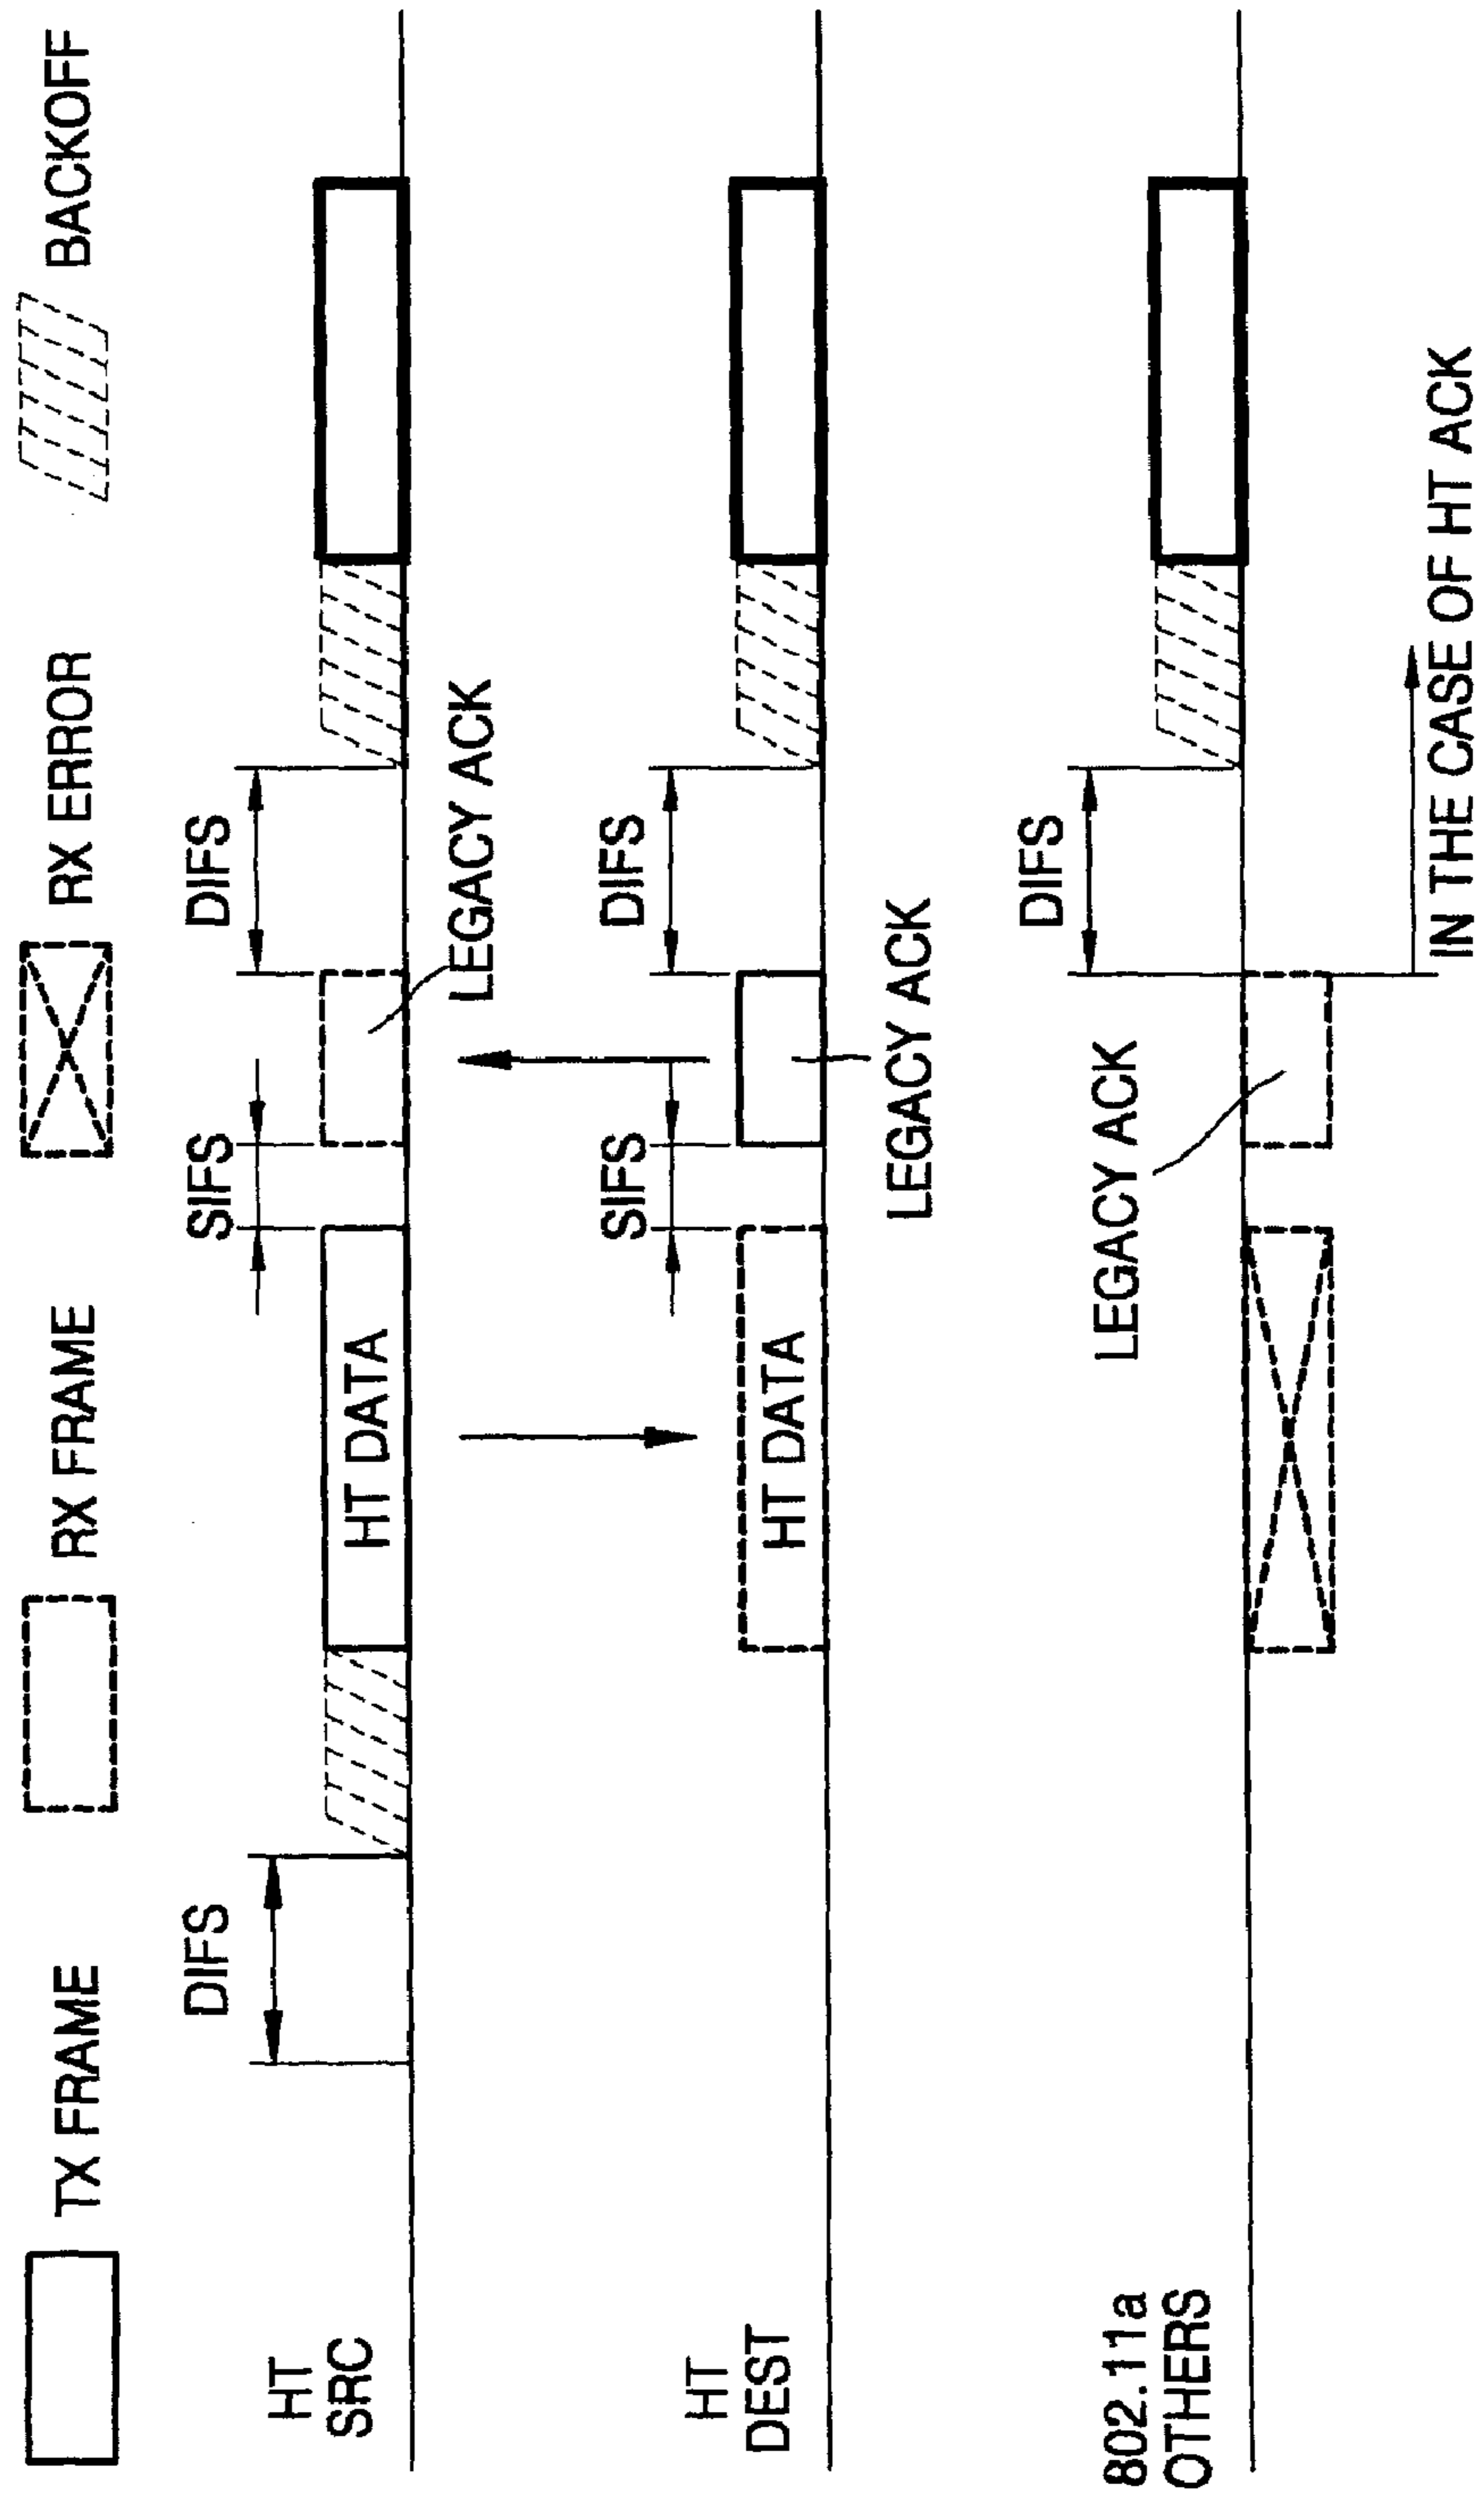 TX FRAME
RX FRAME
RX ERROR
BACKOFF
DIFS
SIFS
DIFS
HT
SRC
HT DATA
LEGACY ACK
SIFS
DIFS
HT
DEST
HT DATA
LEGACY ACK
DIFS
LEGACY ACK
802.11a
OTHERS
IN THE CASE OF HT ACK